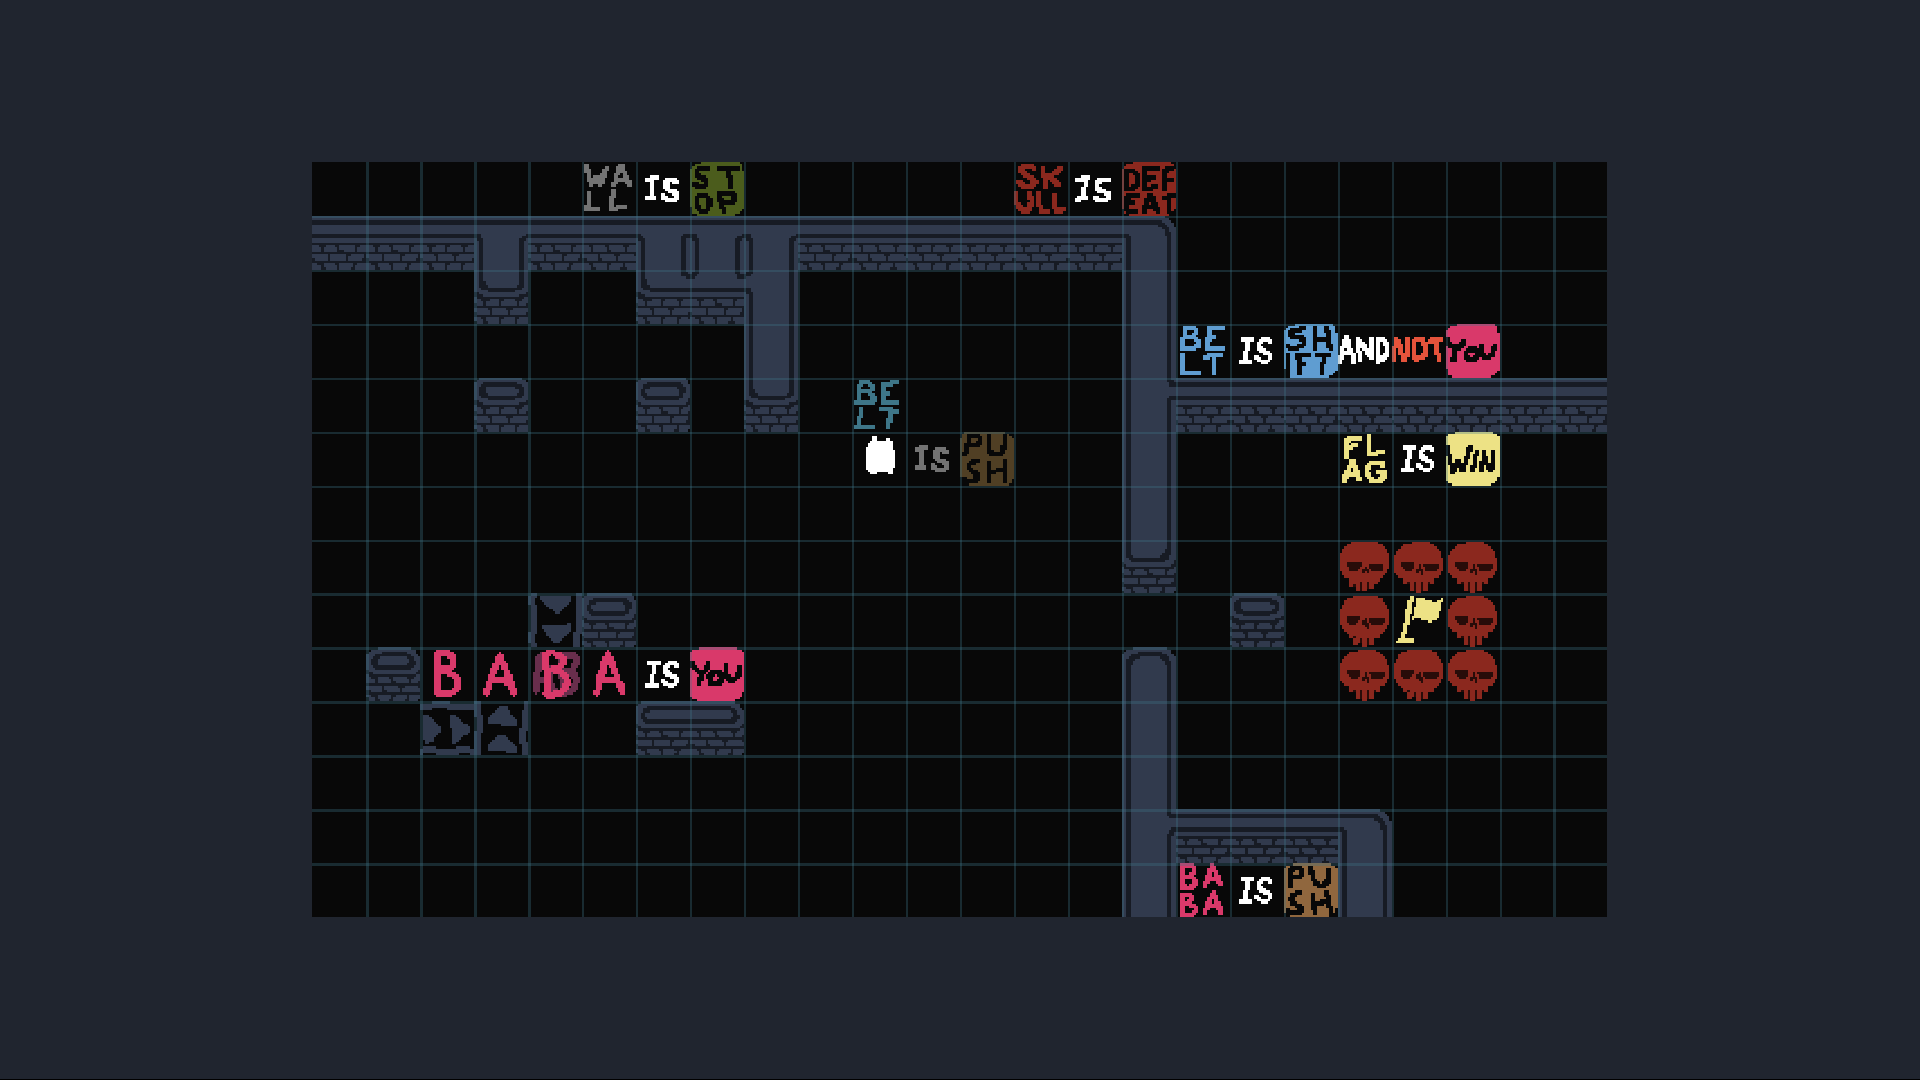 WALL IS STOP SKULL IS DEFEAT
BELT IS SHIFT AND NOT YOU
BELT
IS PUSH FLAG IS WIN
B A B A IS YOU
BABA IS PUSH